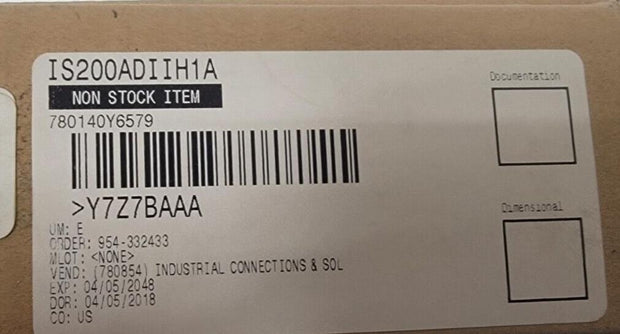 IS200ADIIH1A
NON STOCK ITEM
780140Y6579
>Y7Z7BAAA
UM: E
ORDER: 954-332433
MLOT: <NONE>
VEND: (780854) INDUSTRIAL CONNECTIONS & SOL
EXP: 04/05/2048
DOR: 04/05/2018
CO: US
Documentation
Dimensional